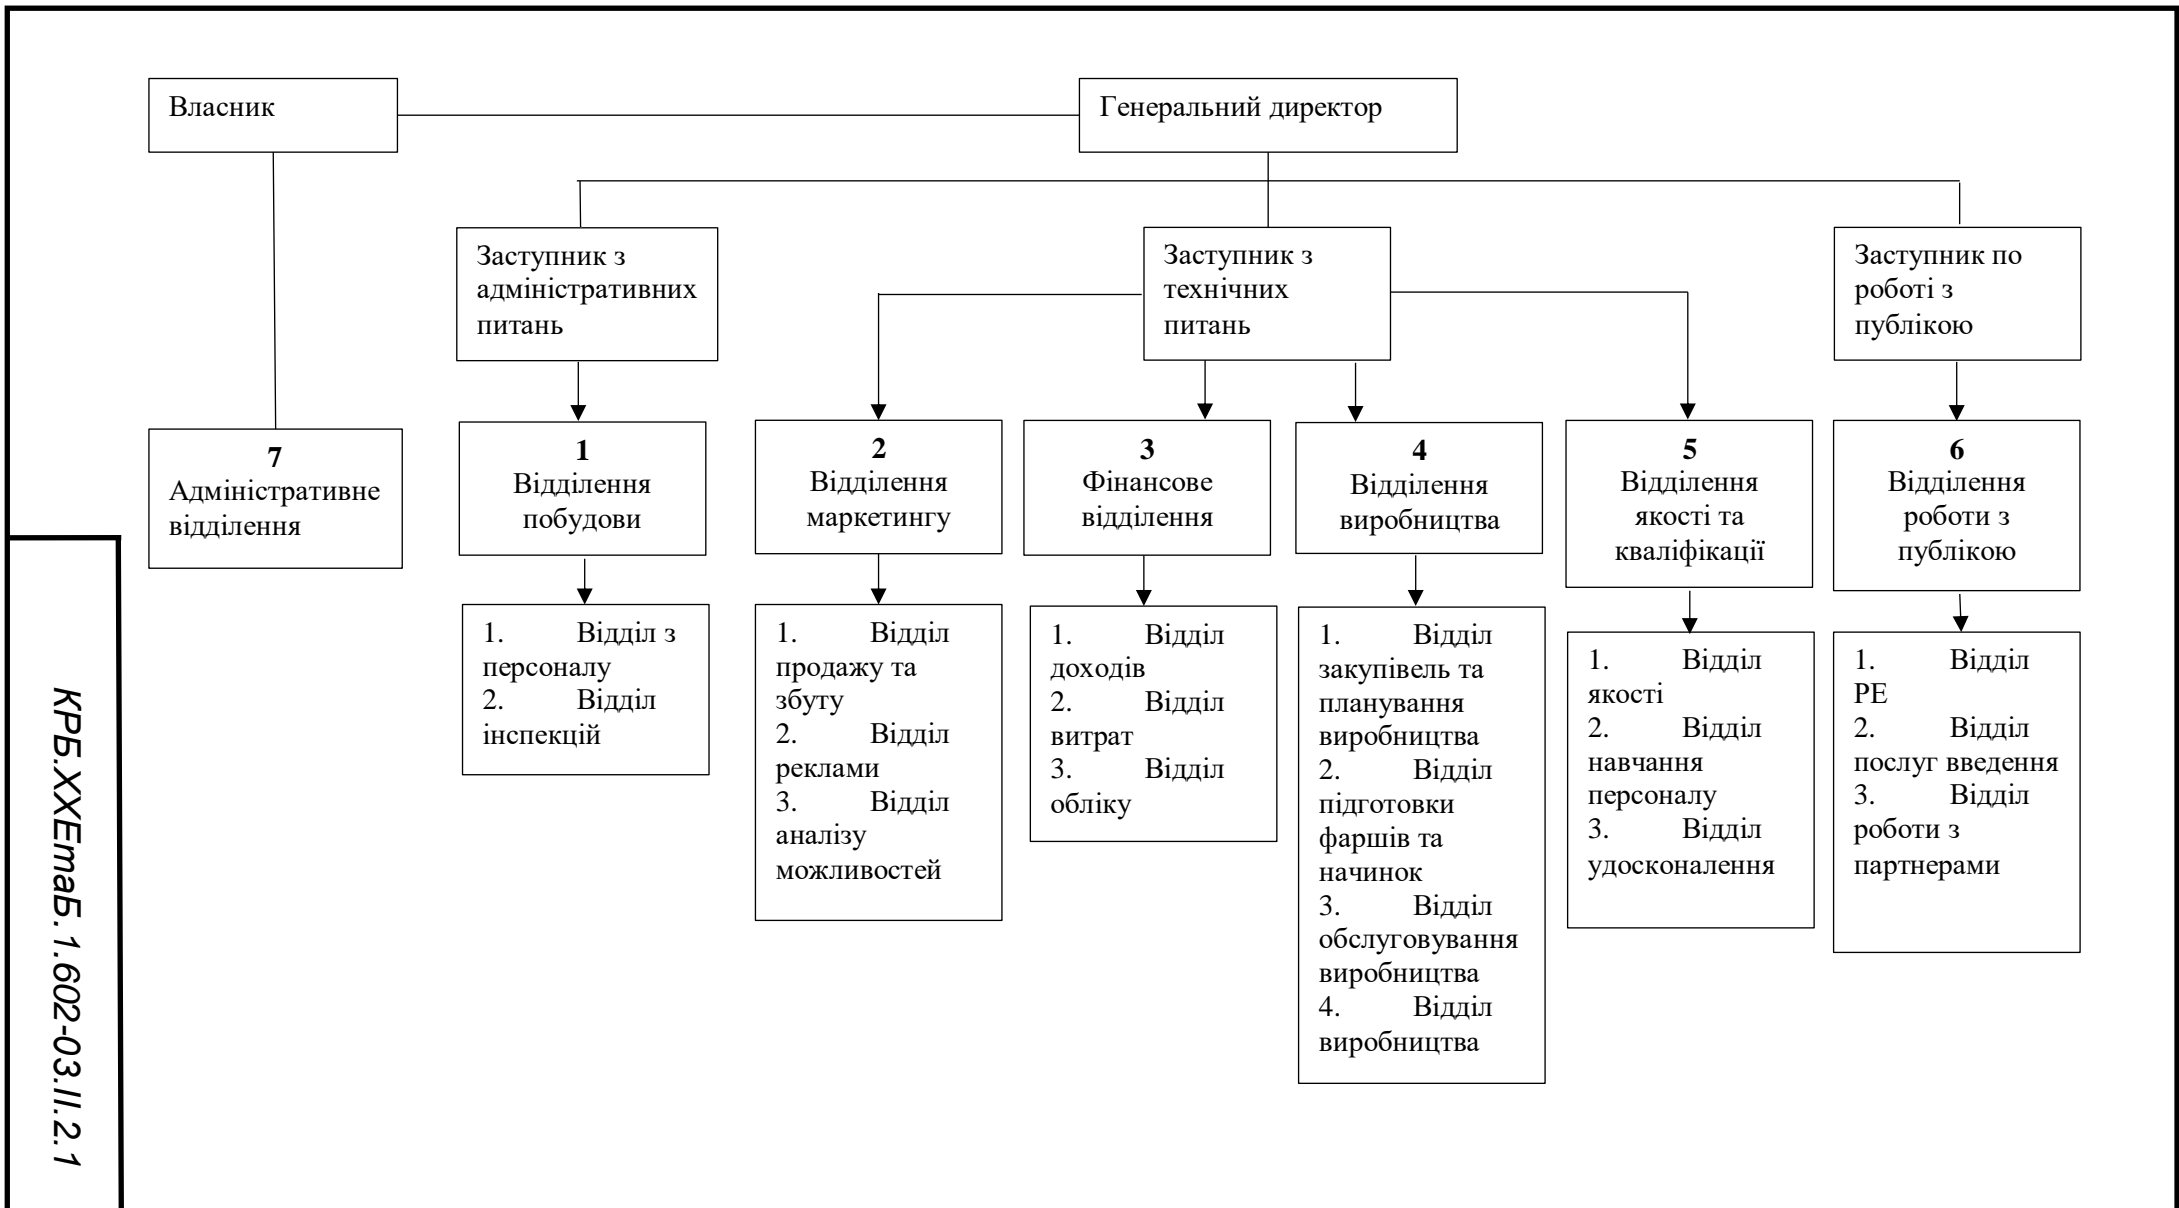 Власник
Генеральний директор
Заступник з
адміністративних
питань
Заступник з
технічних
питань
Заступник по
роботі з
публікою
7
Адміністративне
відділення
1
Відділення
побудови
2
Відділення
маркетингу
3
Фінансове
відділення
4
Відділення
виробництва
5
Відділення
якості та
кваліфікації
6
Відділення
роботи з
публікою
1. Відділ з
персоналу
2. Відділ
інспекцій
1. Відділ
продажу та
збуту
2. Відділ
реклами
3. Відділ
аналізу
можливостей
1. Відділ
доходів
2. Відділ
витрат
3. Відділ
обліку
1. Відділ
закупівель та
планування
виробництва
2. Відділ
підготовки
фаршів та
начинок
3. Відділ
обслуговування
виробництва
4. Відділ
виробництва
1. Відділ
якості
2. Відділ
навчання
персоналу
3. Відділ
удосконалення
1. Відділ
РЕ
2. Відділ
послуг введення
3. Відділ
роботи з
партнерами
КРБ.ХХЕтаБ.1.602-03.ІІ.2.1